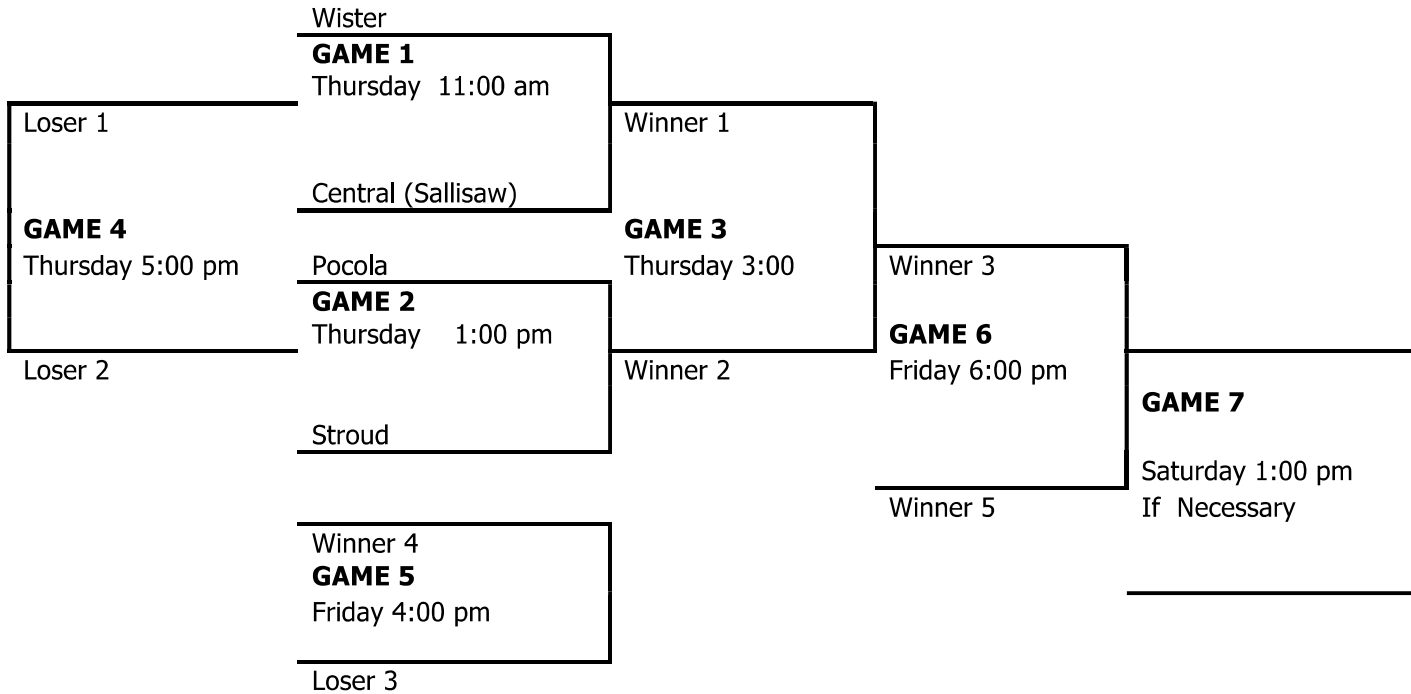 Wister
GAME 1
Thursday 11:00 am
Loser 1
Winner 1
Central (Sallisaw)
GAME 4
GAME 3
Thursday 5:00 pm
Pocola
Thursday 3:00
Winner 3
GAME 2
Thursday 1:00 pm
GAME 6
Loser 2
Winner 2
Friday 6:00 pm
GAME 7
Stroud
Saturday 1:00 pm
Winner 5
If Necessary
Winner 4
GAME 5
Friday 4:00 pm
Loser 3